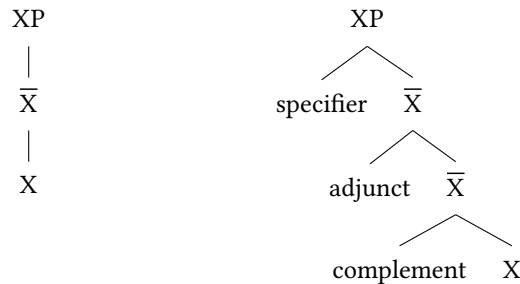 XP XP
X̅ specifier X̅
X adjunct X̅
complement X